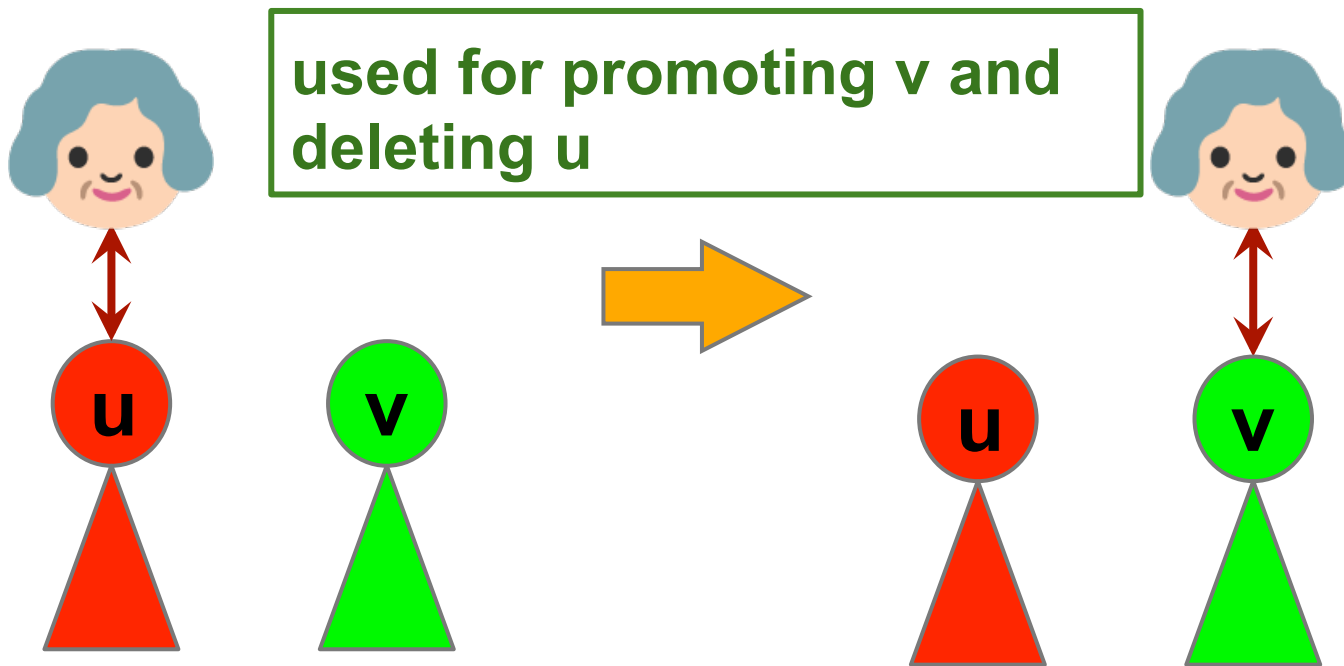 used for promoting v and
deleting u
u
v
u
v